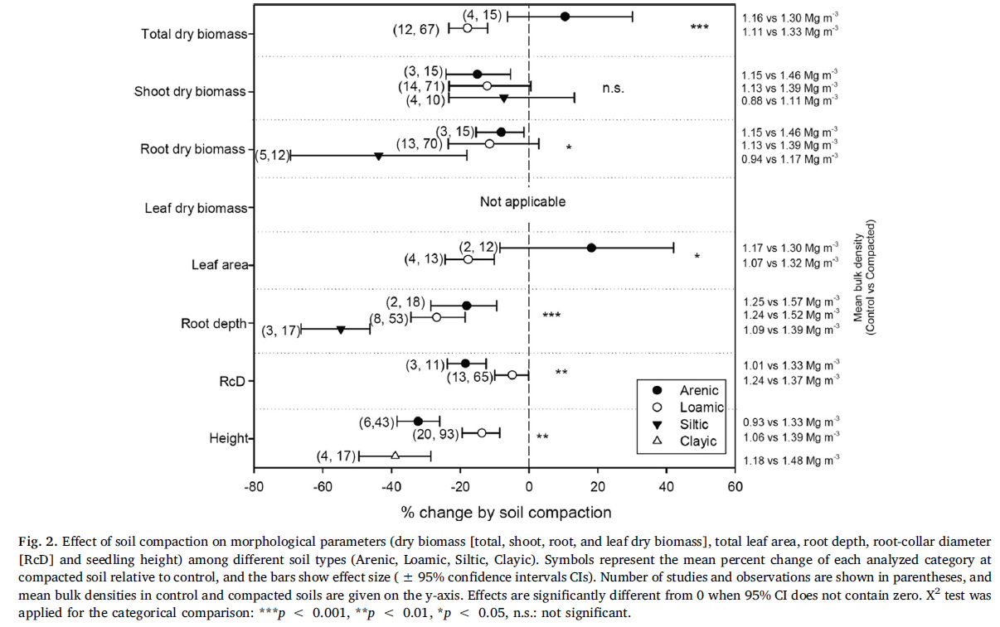 (4, 15)
1.16 vs 1.30 Mg m⁻³
Total dry biomass
(12, 67)
***
1.11 vs 1.33 Mg m⁻³
(3, 15)
1.15 vs 1.46 Mg m⁻³
Shoot dry biomass
(14, 71)
n.s.
1.13 vs 1.39 Mg m⁻³
(4, 10)
0.88 vs 1.11 Mg m⁻³
(3, 15)
1.15 vs 1.46 Mg m⁻³
Root dry biomass
(13, 70)
*
1.13 vs 1.39 Mg m⁻³
(5,12)
0.94 vs 1.17 Mg m⁻³
Leaf dry biomass
Not applicable
(2, 12)
1.17 vs 1.30 Mg m⁻³
Leaf area
(4, 13)
*
1.07 vs 1.32 Mg m⁻³
(2, 18)
1.25 vs 1.57 Mg m⁻³
Root depth
(8, 53)
***
1.24 vs 1.52 Mg m⁻³
(3, 17)
1.09 vs 1.39 Mg m⁻³
(3, 11)
1.01 vs 1.33 Mg m⁻³
RcD
(13, 65)
**
1.24 vs 1.37 Mg m⁻³
(6,43)
0.93 vs 1.33 Mg m⁻³
Height
(20, 93)
**
1.06 vs 1.39 Mg m⁻³
(4, 17)
1.18 vs 1.48 Mg m⁻³
Arenic
Loamic
Siltic
Clayic
Mean bulk density
(Control vs Compacted)
-80 -60 -40 -20 0 20 40 60
% change by soil compaction
Fig. 2. Effect of soil compaction on morphological parameters (dry biomass [total, shoot, root, and leaf dry biomass], total leaf area, root depth, root-collar diameter
[RcD] and seedling height) among different soil types (Arenic, Loamic, Siltic, Clayic). Symbols represent the mean percent change of each analyzed category at
compacted soil relative to control, and the bars show effect size ( ± 95% confidence intervals CIs). Number of studies and observations are shown in parentheses, and
mean bulk densities in control and compacted soils are given on the y-axis. Effects are significantly different from 0 when 95% CI does not contain zero. X² test was
applied for the categorical comparison: ***p < 0.001, **p < 0.01, *p < 0.05, n.s.: not significant.